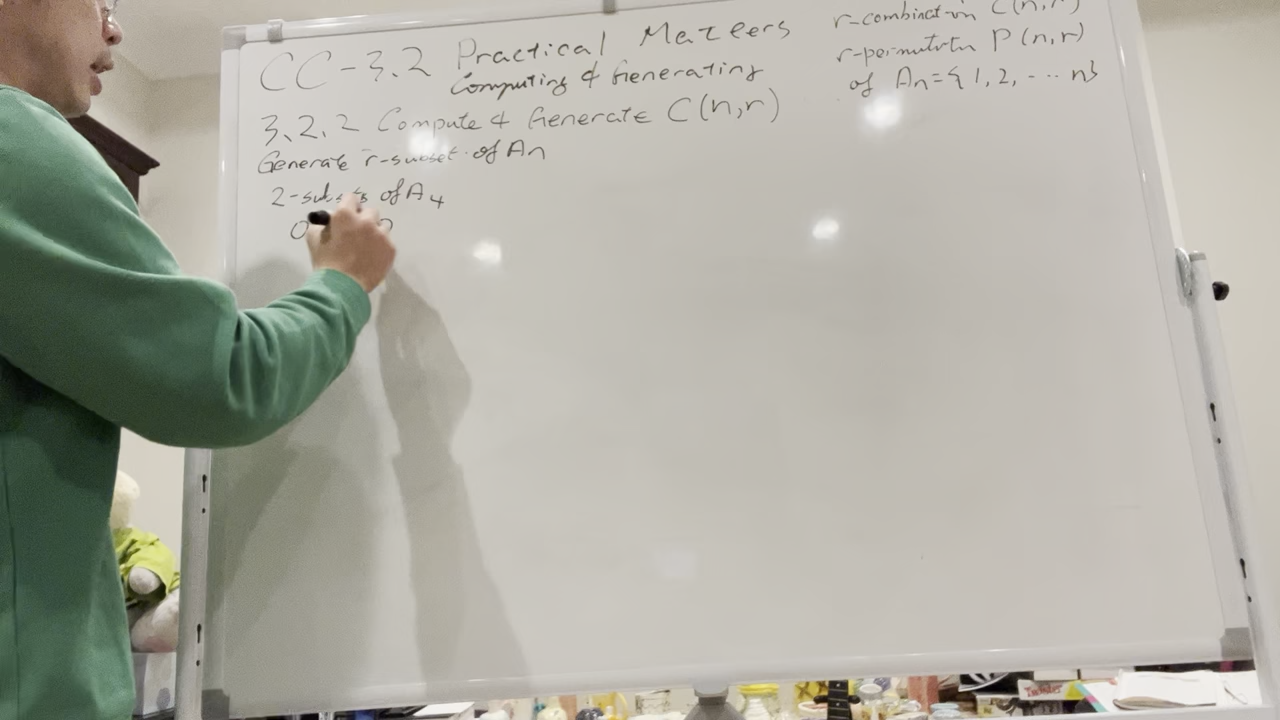 CC-3.2 Practical Matters
Computing & Generating
3.2.2 Compute & Generate C(n,r)
Generate r-subset of An
2-subsets of A4
r-combination C(n,r)
r-permutatn P(n,r)
of An={1,2,--- n}